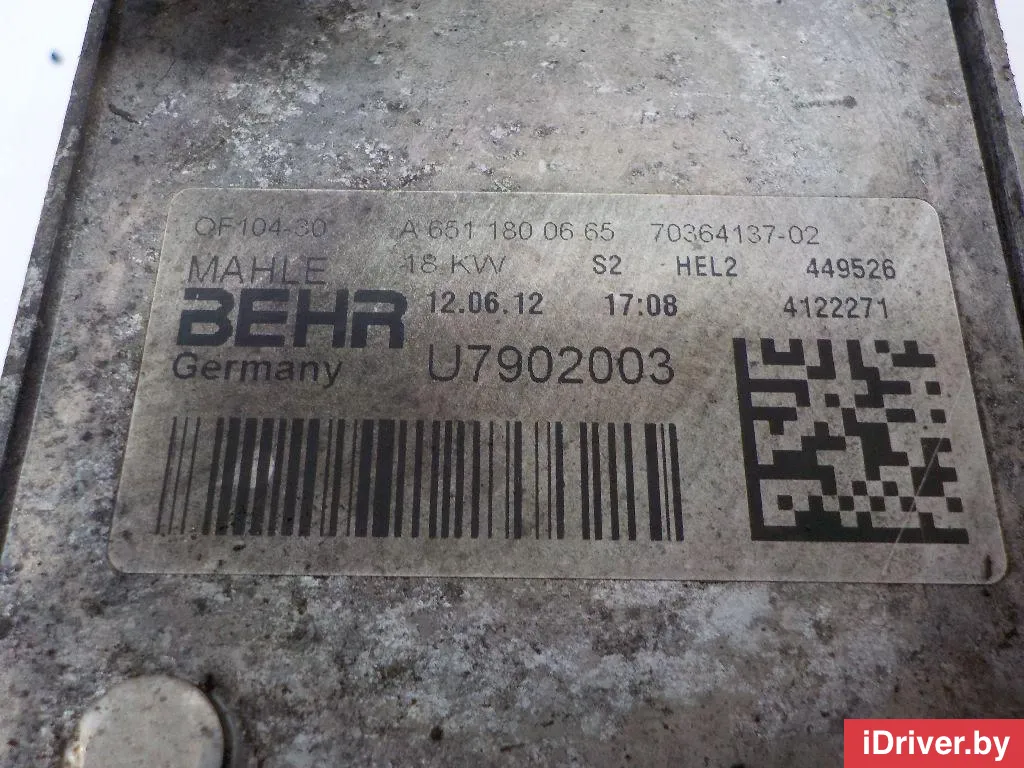 OF104-30 A 651 180 06 65 70364137-02
MAHLE 18 KW S2 HEL2 449526
BEHR 12.06.12 17:08 4122271
Germany U7902003
iDriver.by